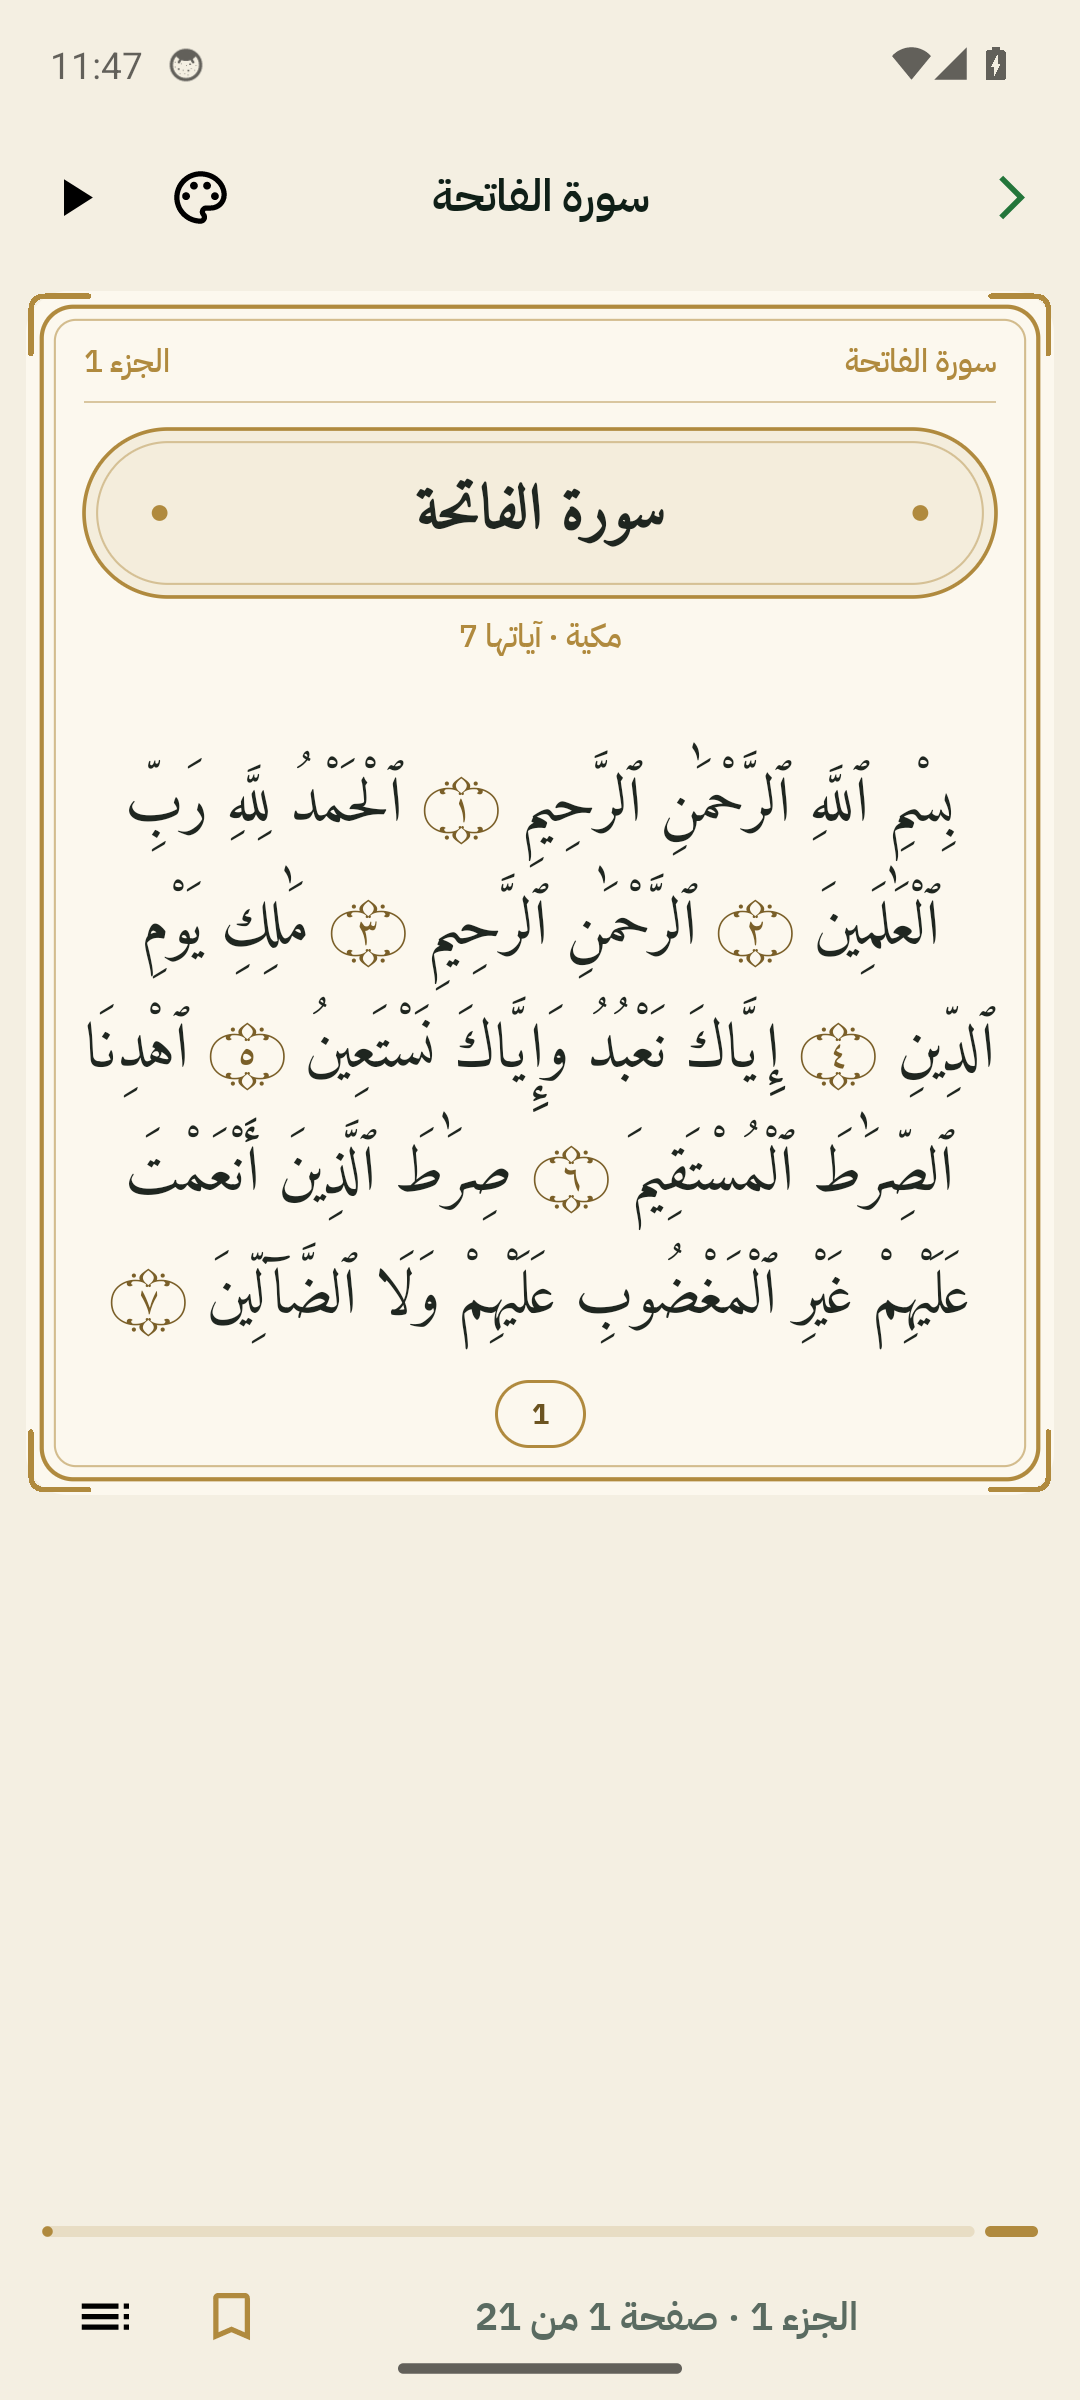 11:47
سورة الفاتحة
سورة الفاتحة
الجزء 1
سورة الفاتحة
مكية · آياتها 7
بِسْمِ ٱللَّهِ ٱلرَّحْمَٰنِ ٱلرَّحِيمِ ١ ٱلْحَمْدُ لِلَّهِ رَبِّ
ٱلْعَٰلَمِينَ ٢ ٱلرَّحْمَٰنِ ٱلرَّحِيمِ ٣ مَٰلِكِ يَوْمِ
ٱلدِّينِ ٤ إِيَّاكَ نَعْبُدُ وَإِيَّاكَ نَسْتَعِينُ ٥ ٱهْدِنَا
ٱلصِّرَٰطَ ٱلْمُسْتَقِيمَ ٦ صِرَٰطَ ٱلَّذِينَ أَنْعَمْتَ
عَلَيْهِمْ غَيْرِ ٱلْمَغْضُوبِ عَلَيْهِمْ وَلَا ٱلضَّآلِّينَ ٧
1
الجزء 1 · صفحة 1 من 21